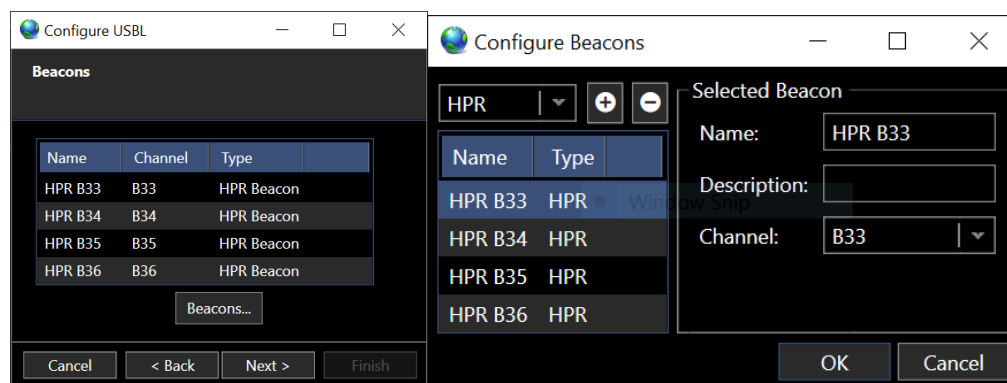 Configure USBL
Beacons
Name Channel Type
HPR B33 B33 HPR Beacon
HPR B34 B34 HPR Beacon
HPR B35 B35 HPR Beacon
HPR B36 B36 HPR Beacon
Beacons...
Cancel < Back Next > Finish
Configure Beacons
HPR
Name Type
HPR B33 HPR
HPR B34 HPR
HPR B35 HPR
HPR B36 HPR
Selected Beacon
Name: HPR B33
Description:
Window Snip
Channel: B33
OK Cancel